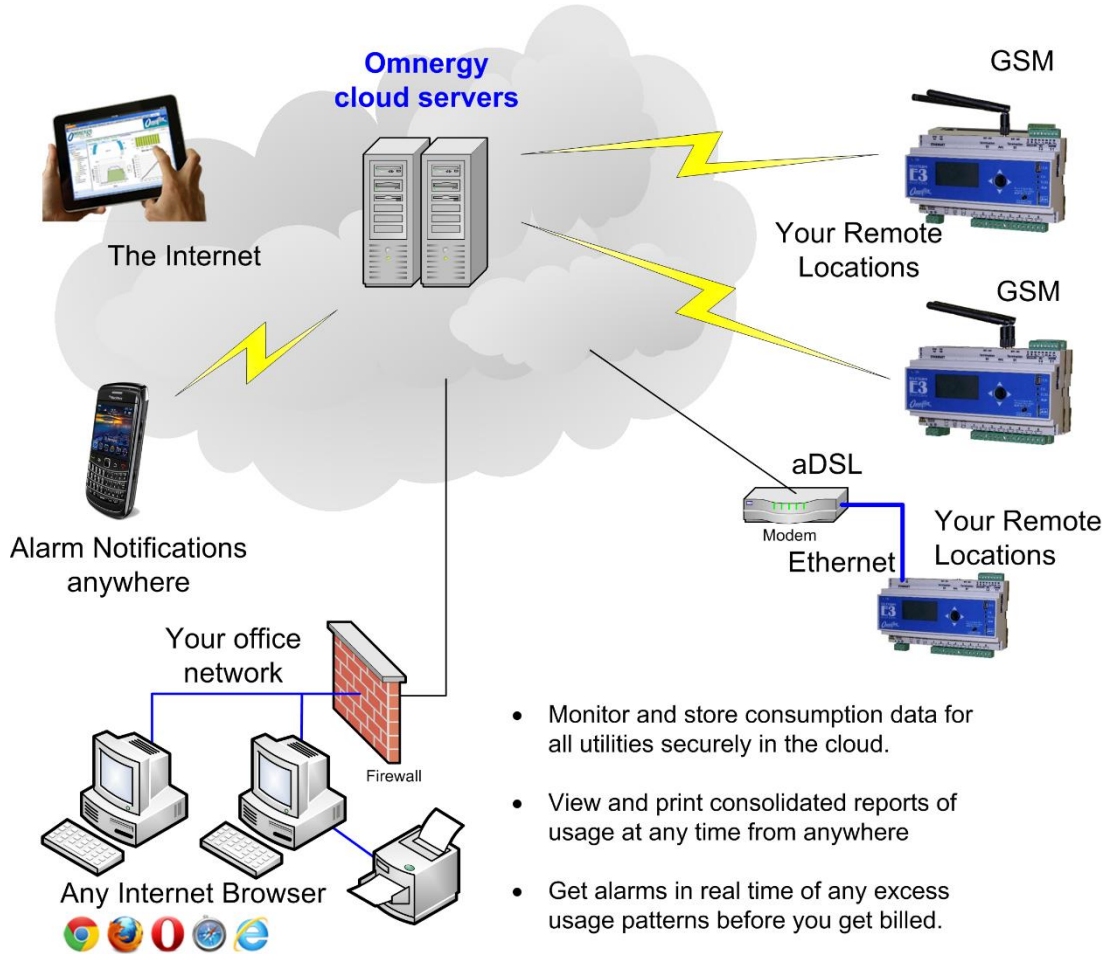 Omnergy
cloud servers
GSM
The Internet
Your Remote
Locations
GSM
E3
E3
aDSL
Modem
Ethernet
Your Remote
Locations
E3
Alarm Notifications
anywhere
Your office
network
Firewall
Any Internet Browser
• Monitor and store consumption data for
all utilities securely in the cloud.
• View and print consolidated reports of
usage at any time from anywhere
• Get alarms in real time of any excess
usage patterns before you get billed.